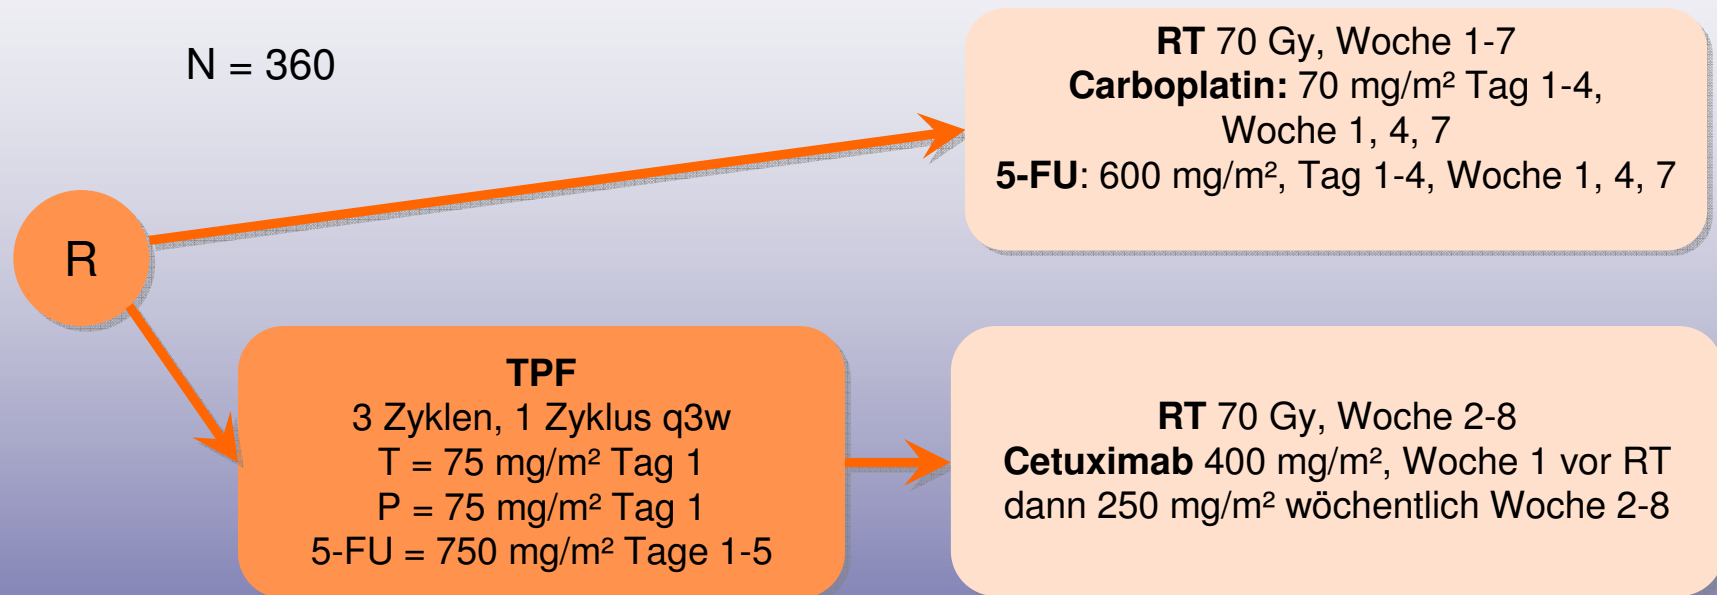 N = 360
RT 70 Gy, Woche 1-7
Carboplatin: 70 mg/m² Tag 1-4,
Woche 1, 4, 7
5-FU: 600 mg/m², Tag 1-4, Woche 1, 4, 7
R
TPF
3 Zyklen, 1 Zyklus q3w
T = 75 mg/m² Tag 1
P = 75 mg/m² Tag 1
5-FU = 750 mg/m² Tage 1-5
RT 70 Gy, Woche 2-8
Cetuximab 400 mg/m², Woche 1 vor RT
dann 250 mg/m² wöchentlich Woche 2-8